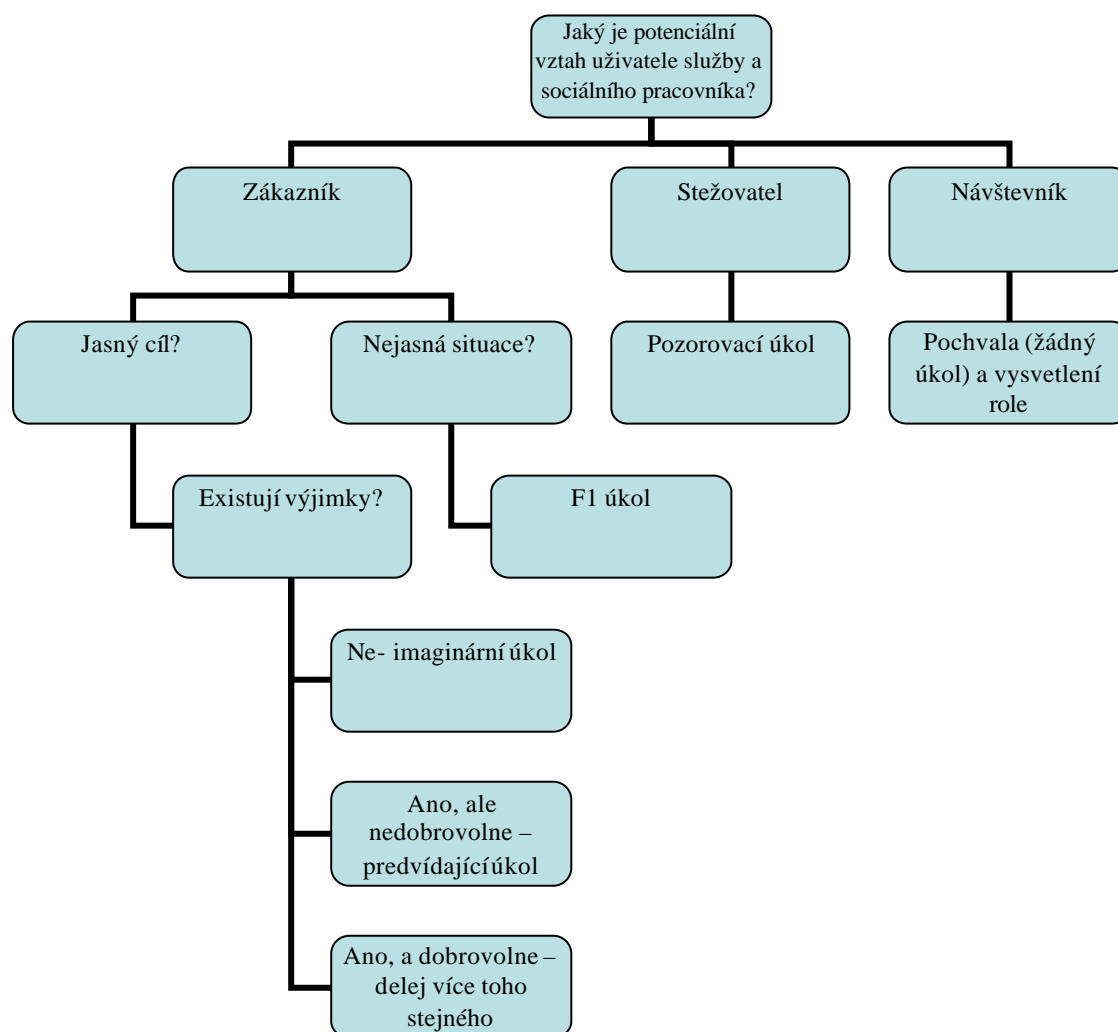 Jaký je potenciální
vztah uživatele služby a
sociálního pracovníka?
Zákazník
Stežovatel
Návštevník
Jasný cíl?
Nejasná situace?
Pozorovací úkol
Pochvala (žádný
úkol) a vysvetlení
role
Existují výjimky?
F1 úkol
Ne- imaginární úkol
Ano, ale
nedobrovolne –
predvídající úkol
Ano, a dobrovolne –
delej více toho
stejného